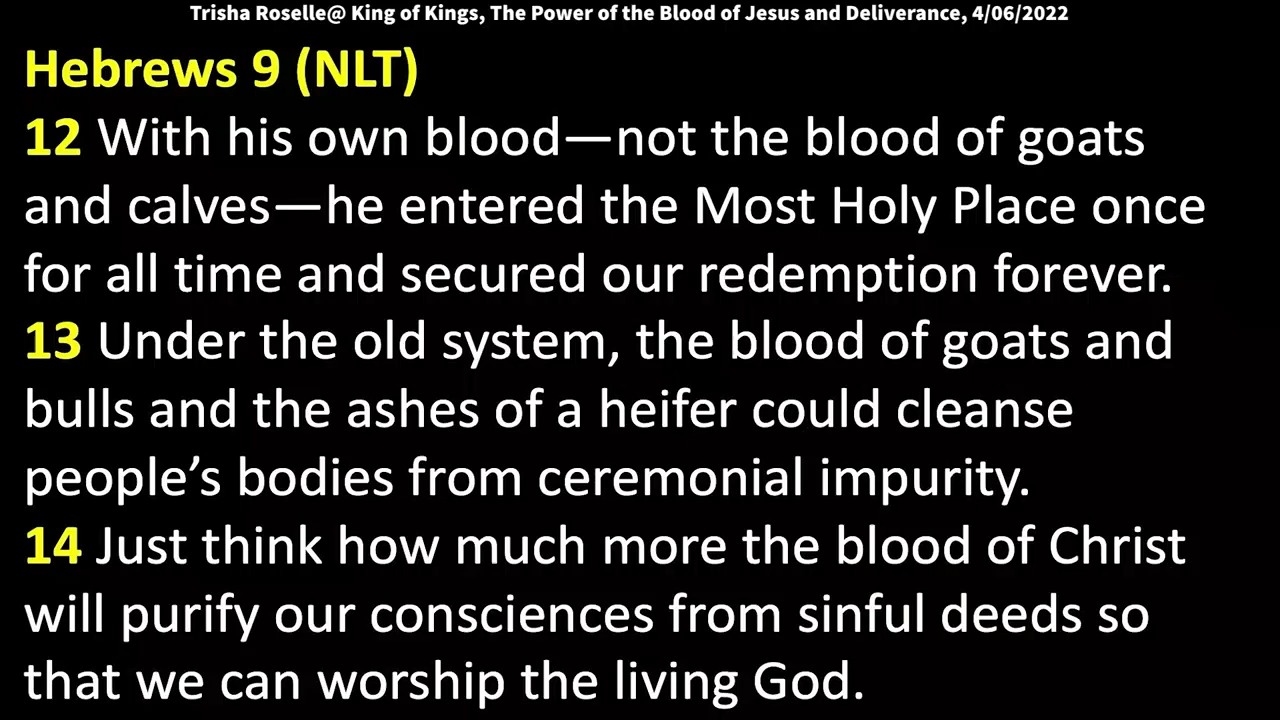 Trisha Roselle@ King of Kings, The Power of the Blood of Jesus and Deliverance, 4/06/2022
Hebrews 9 (NLT)
12 With his own blood—not the blood of goats
and calves—he entered the Most Holy Place once
for all time and secured our redemption forever.
13 Under the old system, the blood of goats and
bulls and the ashes of a heifer could cleanse
people’s bodies from ceremonial impurity.
14 Just think how much more the blood of Christ
will purify our consciences from sinful deeds so
that we can worship the living God.